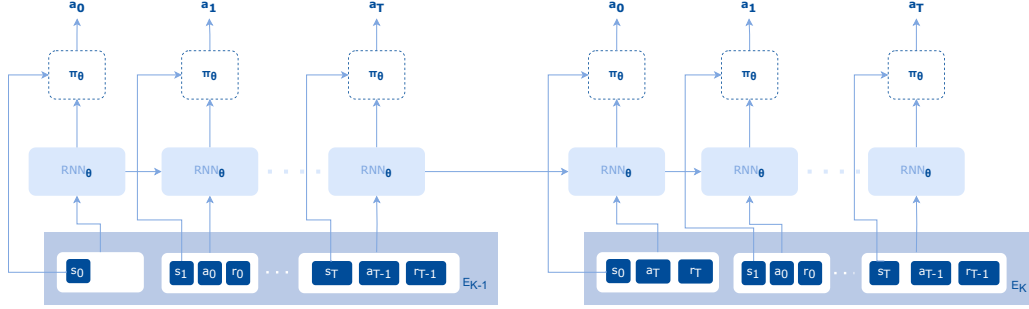 a0 a1 aT a0 a1 aT
πθ πθ πθ πθ πθ πθ
RNNθ RNNθ . . . . RNNθ RNNθ RNNθ . . . . RNNθ
s0 s1 a0 r0 . . . sT aT-1 rT-1 s0 aT rT s1 a0 r0 . . . sT aT-1 rT-1
EK-1 EK